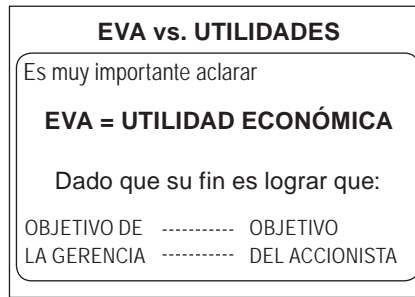 EVA vs. UTILIDADES
Es muy importante aclarar
EVA = UTILIDAD ECONÓMICA
Dado que su fin es lograr que:
OBJETIVO DE ----------- OBJETIVO
LA GERENCIA ----------- DEL ACCIONISTA